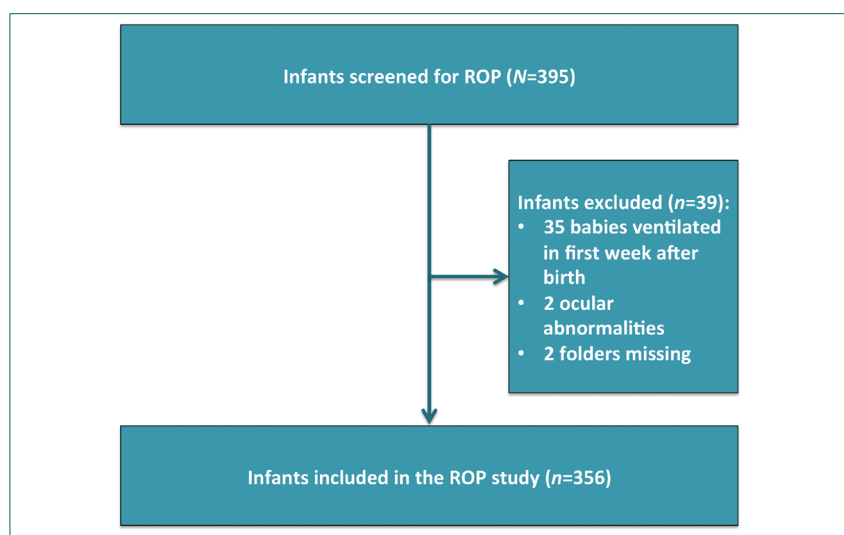 Infants screened for ROP (N=395)
Infants excluded (n=39):
• 35 babies ventilated
in first week after
birth
• 2 ocular
abnormalities
• 2 folders missing
Infants included in the ROP study (n=356)